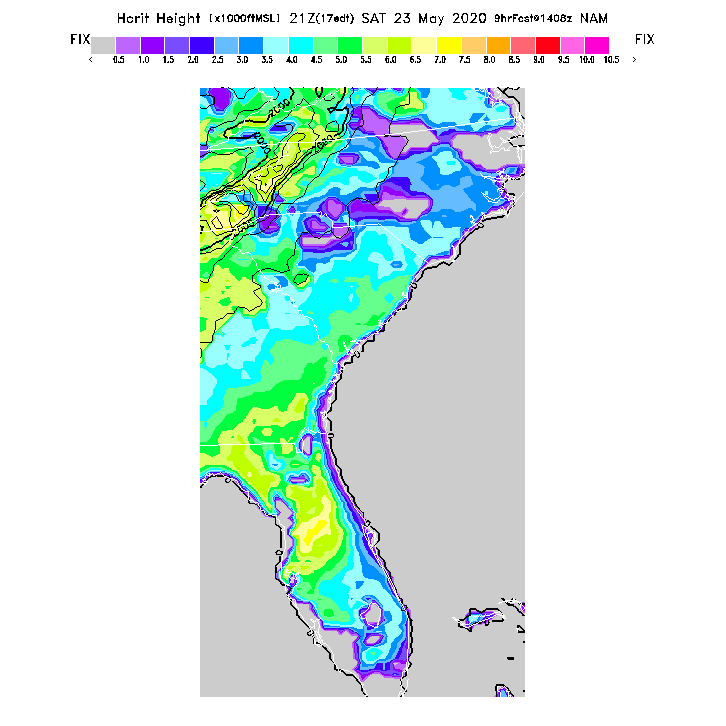 Hcrit Height [x1000ftMSL] 21Z(17edt) SAT 23 May 2020 9hrFcst@1408z NAM
FIX FIX
< 0.5 1.0 1.5 2.0 2.5 3.0 3.5 4.0 4.5 5.0 5.5 6.0 6.5 7.0 7.5 8.0 8.5 9.0 9.5 10.0 10.5 >
2000